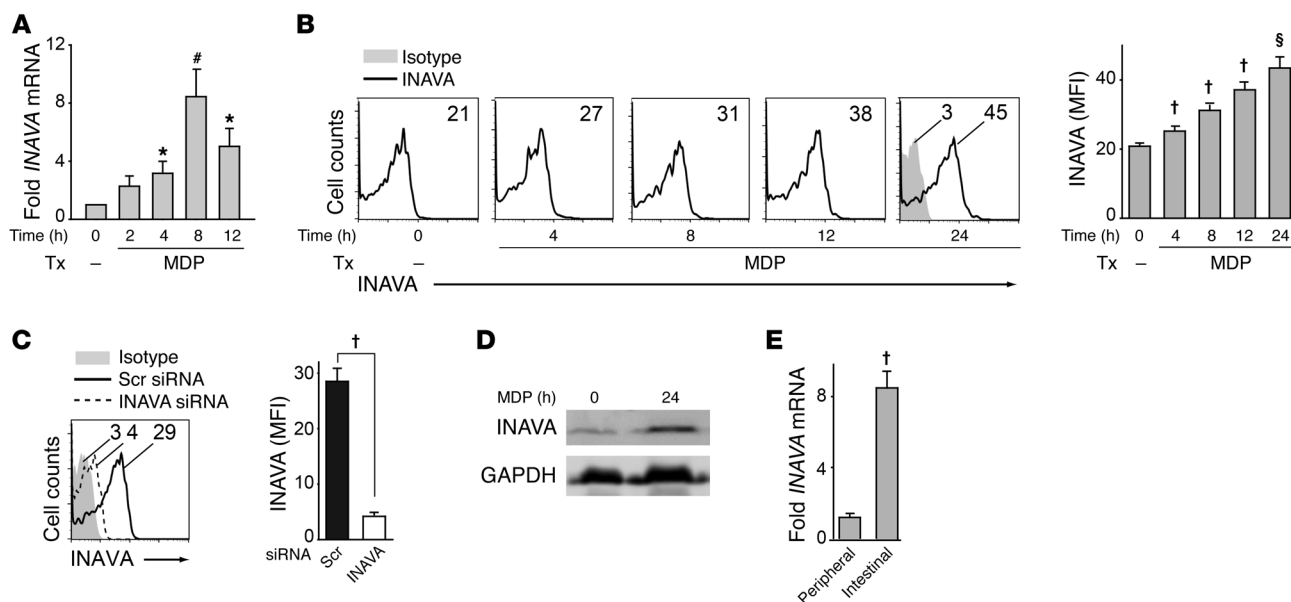 A
Fold INAVA mRNA
12
8
4
0
*
#
*
Time (h) 0 2 4 8 12
Tx – MDP
B
Isotype
INAVA
Cell counts
21
27
31
38
3 45
Time (h) 0 4 8 12 24
Tx – MDP
INAVA
INAVA (MFI)
40
20
0
† † † §
Time (h) 0 4 8 12 24
Tx – MDP
C
Isotype
Scr siRNA
INAVA siRNA
Cell counts
3 4 29
INAVA
INAVA (MFI)
30
20
10
0
†
siRNA Scr INAVA
D
MDP (h) 0 24
INAVA
GAPDH
E
Fold INAVA mRNA
8
4
0
†
Peripheral
Intestinal